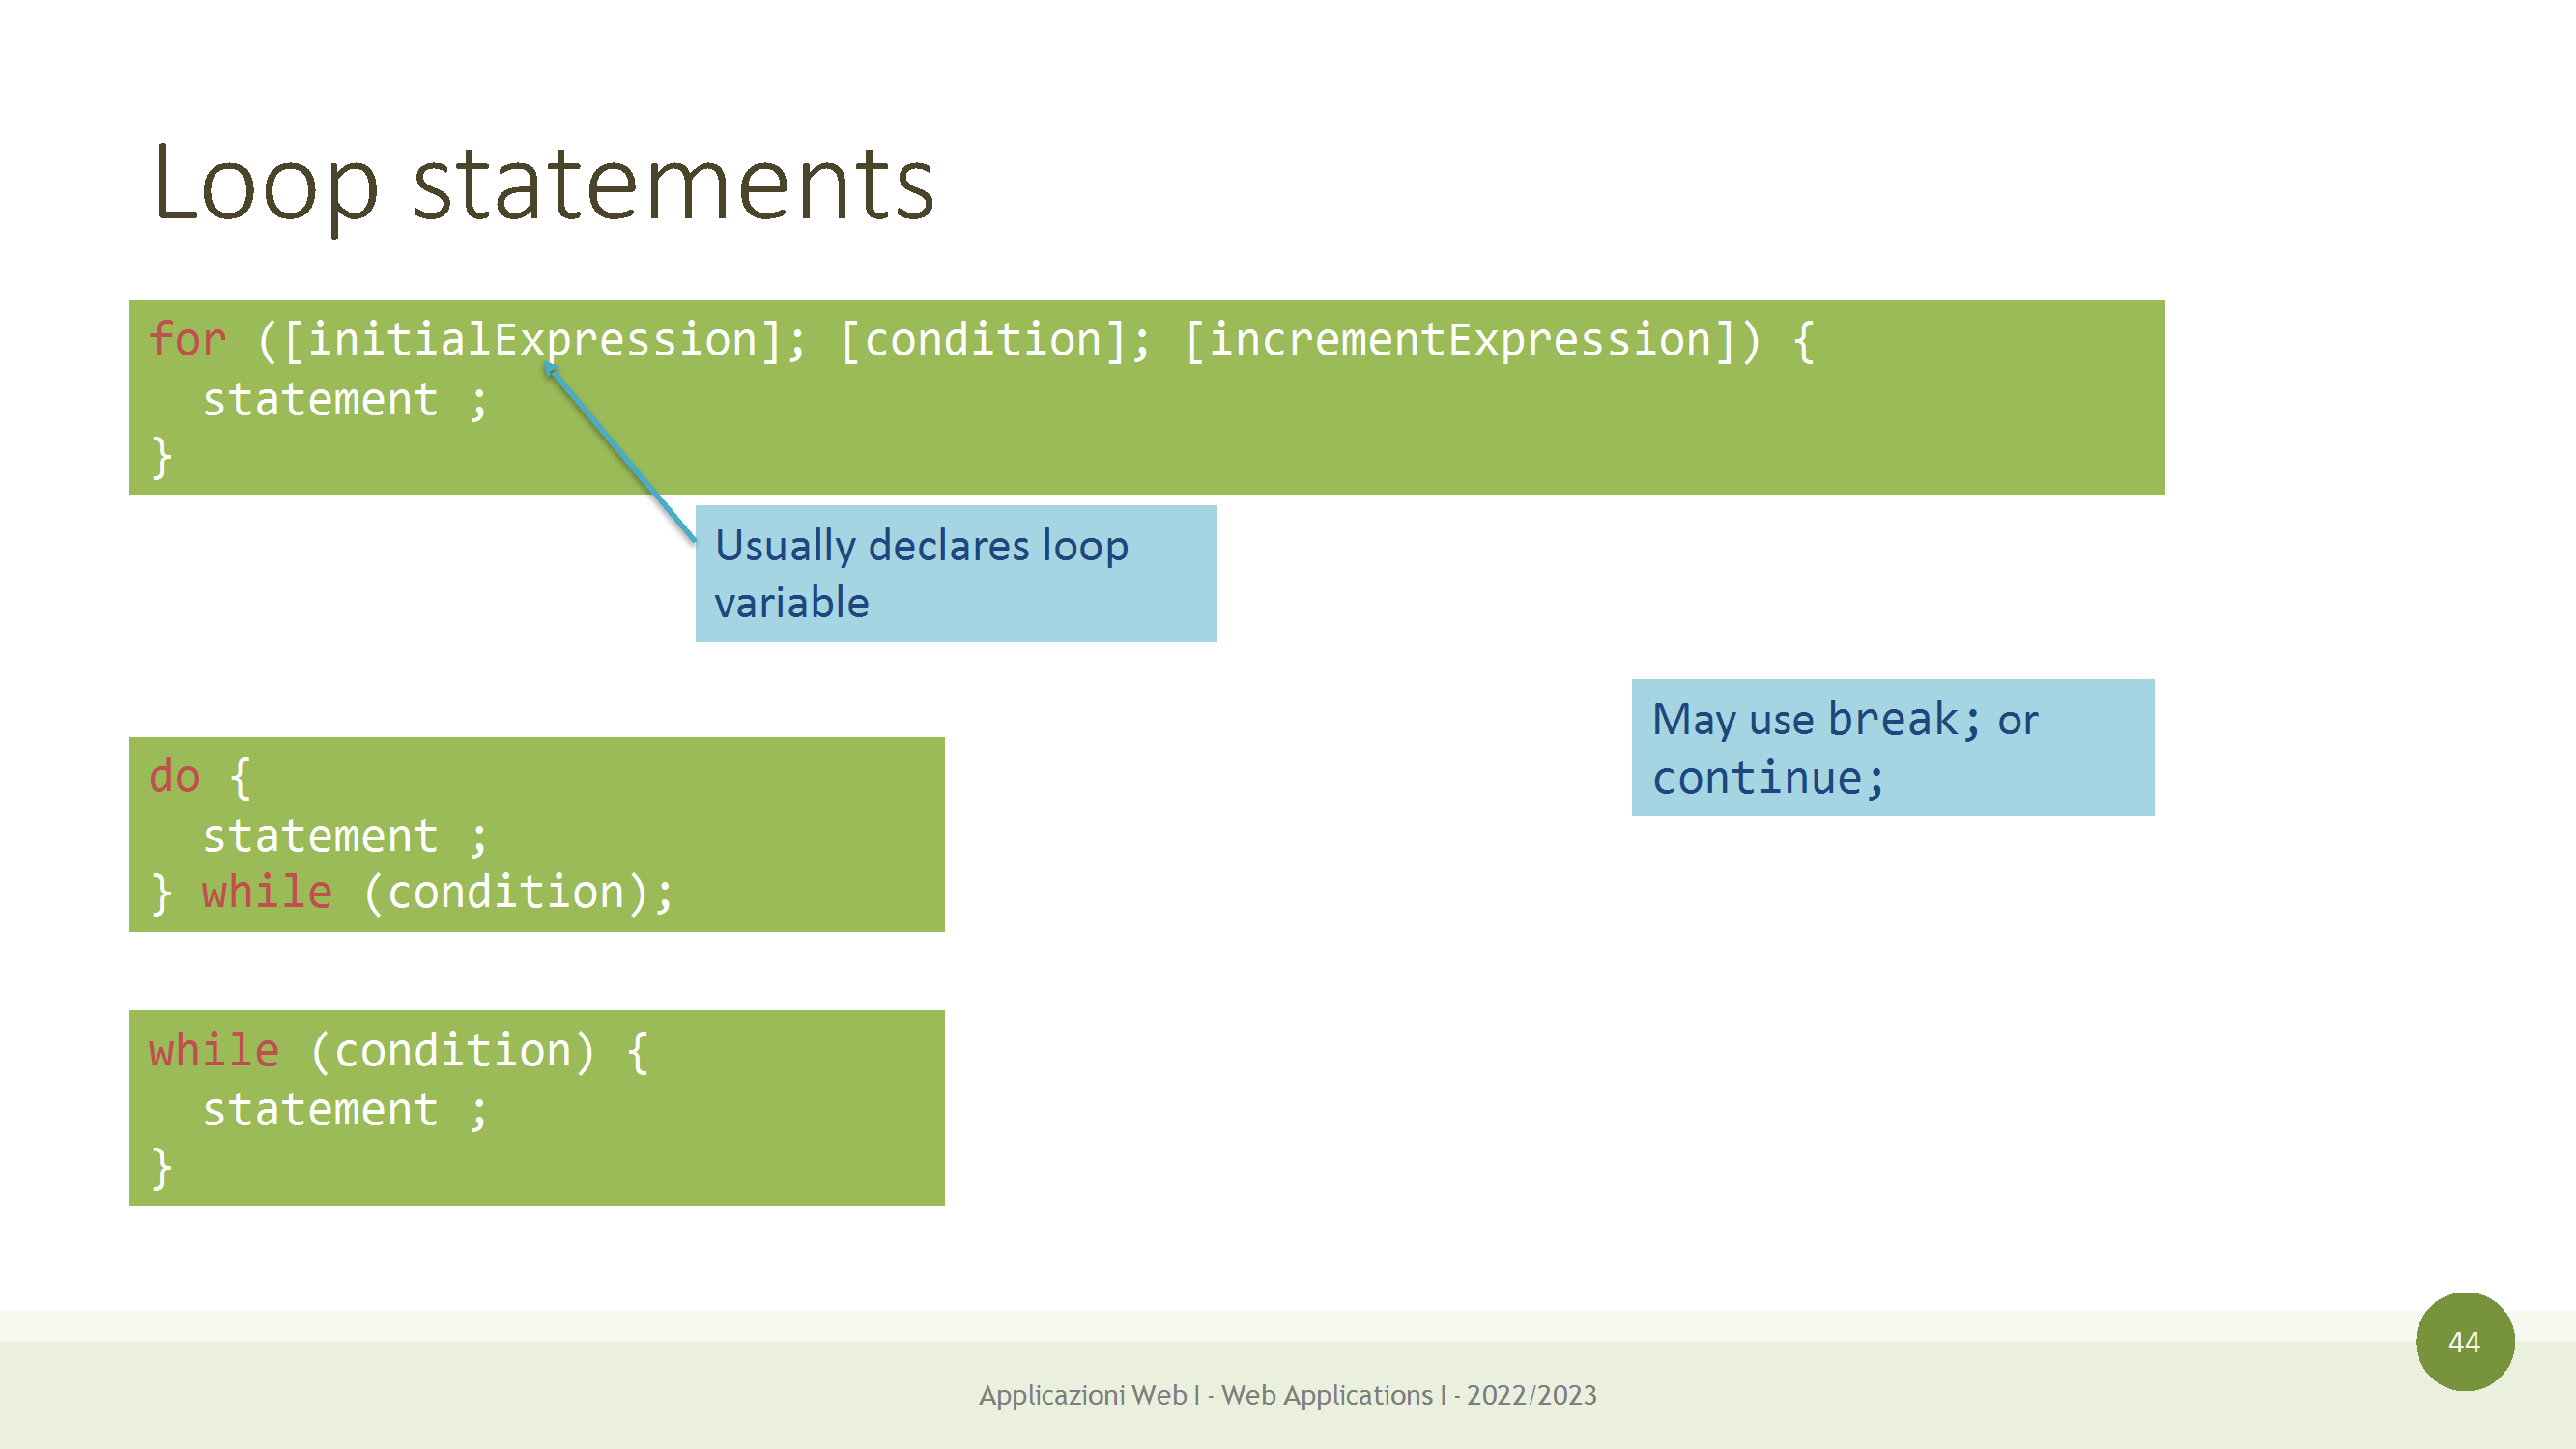 Loop statements
for ([initialExpression]; [condition]; [incrementExpression]) {
  statement ;
}
Usually declares loop
variable
May use break; or
continue;
do {
  statement ;
} while (condition);
while (condition) {
  statement ;
}
44
Applicazioni Web I - Web Applications I - 2022/2023